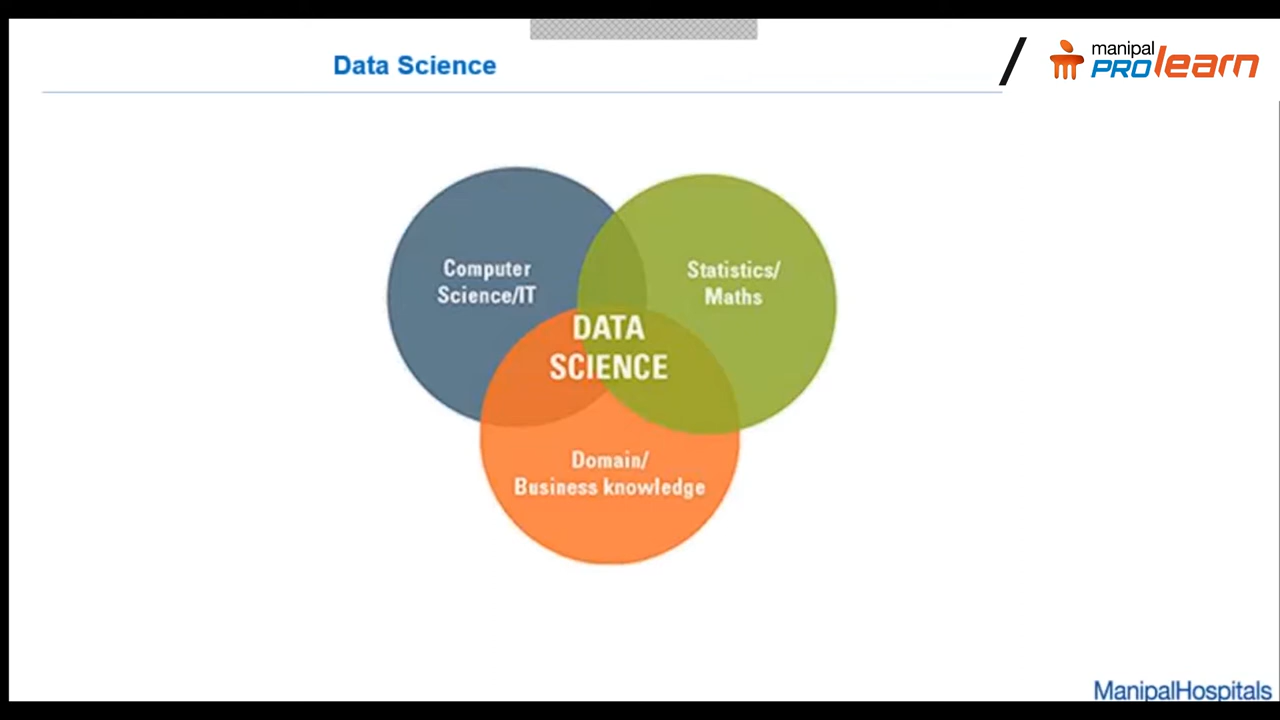 Data Science
manipal
PROlearn
Computer
Science/IT
Statistics/
Maths
DATA
SCIENCE
Domain/
Business knowledge
ManipalHospitals